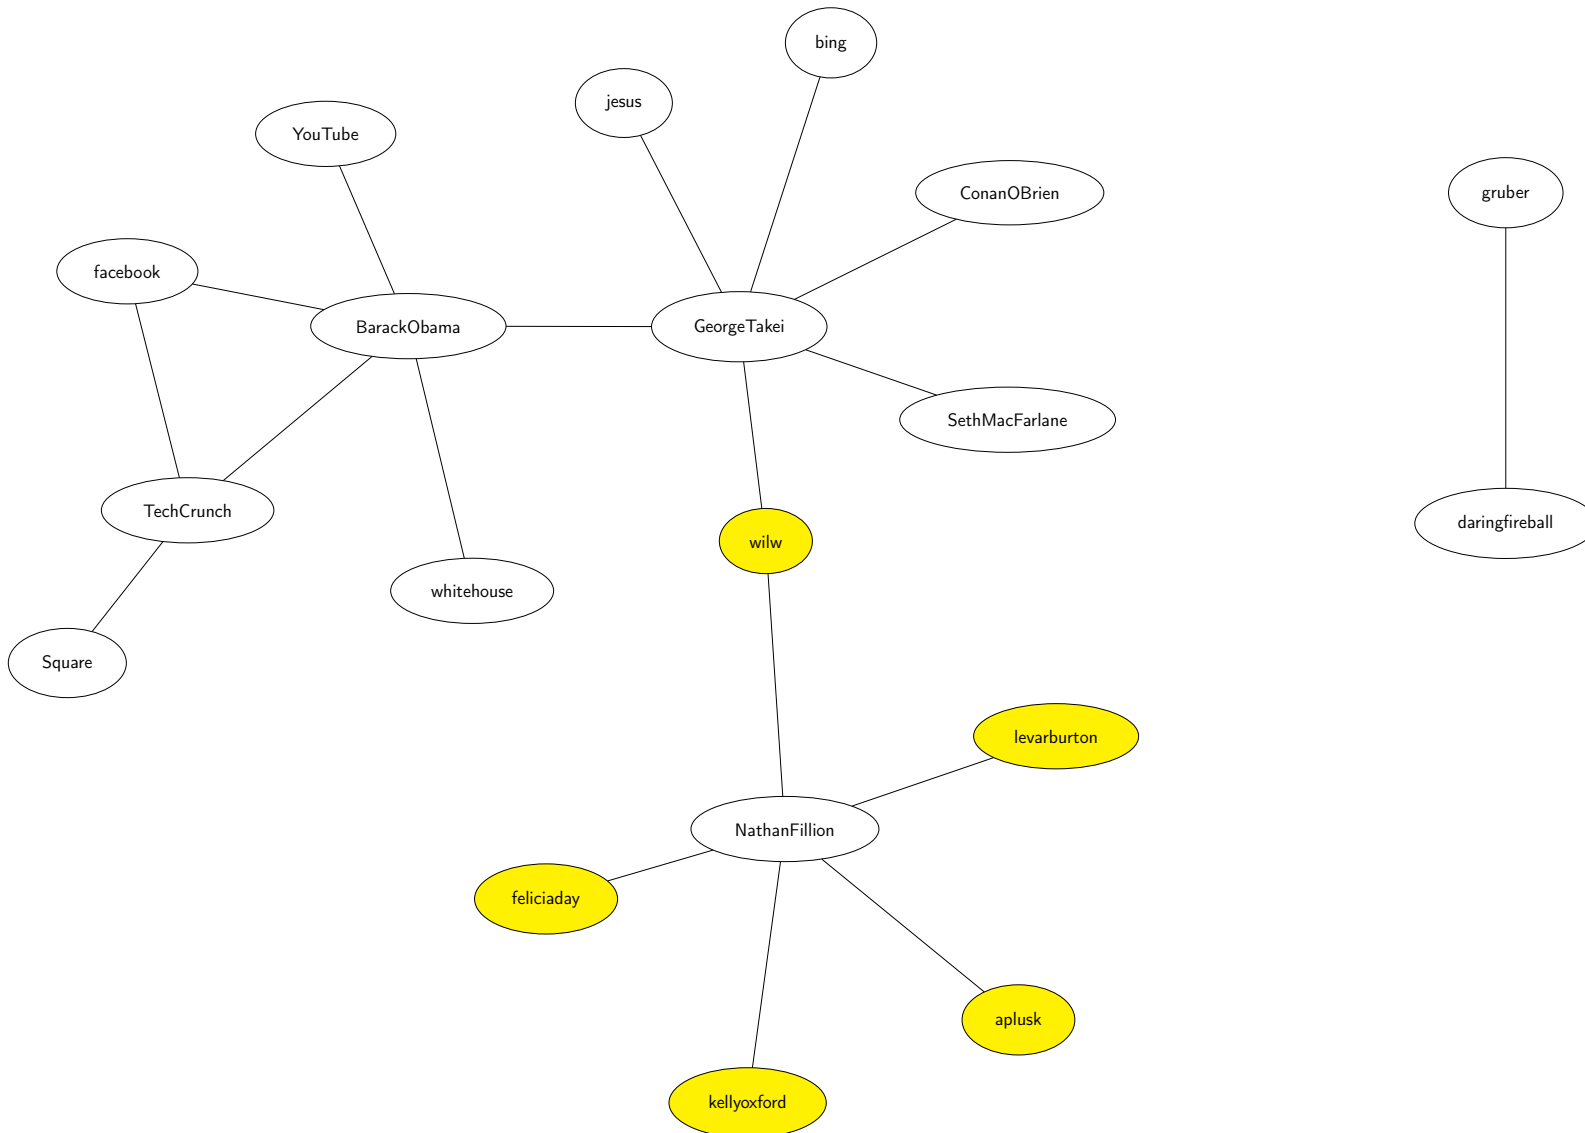 bing
jesus
YouTube
ConanOBrien
gruber
facebook
BarackObama
GeorgeTakei
SethMacFarlane
TechCrunch
daringfireball
wilw
whitehouse
Square
levarburton
NathanFillion
feliciaday
aplusk
kellyoxford